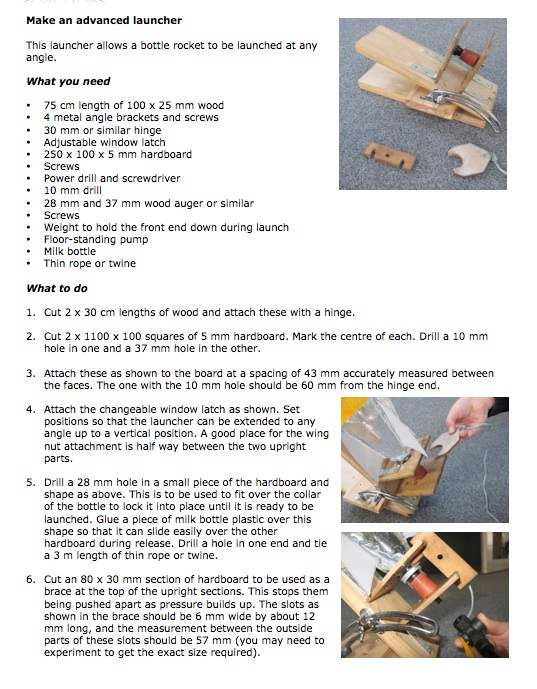 Make an advanced launcher
This launcher allows a bottle rocket to be launched at any
angle.
What you need
• 75 cm length of 100 x 25 mm wood
• 4 metal angle brackets and screws
• 30 mm or similar hinge
• Adjustable window latch
• 250 x 100 x 5 mm hardboard
• Screws
• Power drill and screwdriver
• 10 mm drill
• 28 mm and 37 mm wood auger or similar
• Screws
• Weight to hold the front end down during launch
• Floor-standing pump
• Milk bottle
• Thin rope or twine
What to do
1. Cut 2 x 30 cm lengths of wood and attach these with a hinge.
2. Cut 2 x 1100 x 100 squares of 5 mm hardboard. Mark the centre of each. Drill a 10 mm
hole in one and a 37 mm hole in the other.
3. Attach these as shown to the board at a spacing of 43 mm accurately measured between
the faces. The one with the 10 mm hole should be 60 mm from the hinge end.
4. Attach the changeable window latch as shown. Set
positions so that the launcher can be extended to any
angle up to a vertical position. A good place for the wing
nut attachment is half way between the two upright
parts.
5. Drill a 28 mm hole in a small piece of the hardboard and
shape as above. This is to be used to fit over the collar
of the bottle to lock it into place until it is ready to be
launched. Glue a piece of milk bottle plastic over this
shape so that it can slide easily over the other
hardboard during release. Drill a hole in one end and tie
a 3 m length of thin rope or twine.
6. Cut an 80 x 30 mm section of hardboard to be used as a
brace at the top of the upright sections. This stops them
being pushed apart as pressure builds up. The slots as
shown in the brace should be 6 mm wide by about 12
mm long, and the measurement between the outside
parts of these slots should be 57 mm (you may need to
experiment to get the exact size required).